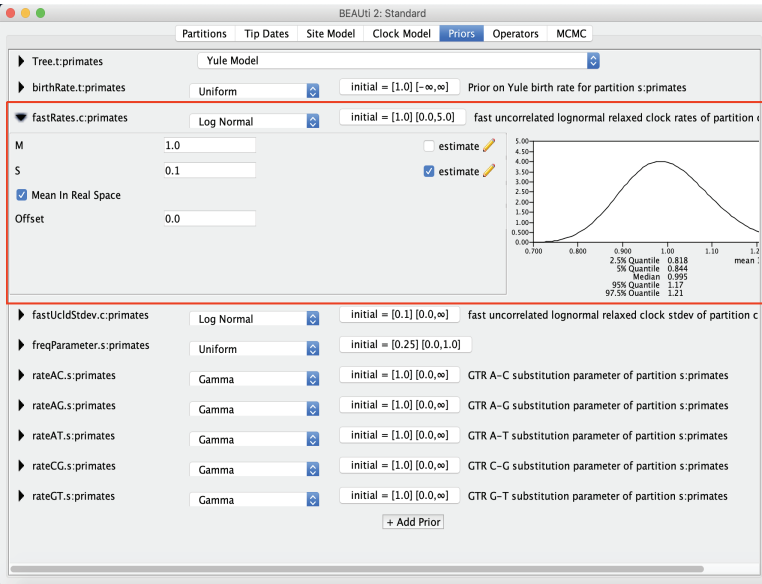 BEAUti 2: Standard
Partitions Tip Dates Site Model Clock Model Priors Operators MCMC
Tree.t:primates Yule Model
birthRate.t:primates Uniform initial = [1.0] [-∞,∞] Prior on Yule birth rate for partition s:primates
fastRates.c:primates Log Normal initial = [1.0] [0.0,5.0] fast uncorrelated lognormal relaxed clock rates of partition
M 1.0 estimate
S 0.1 estimate
Mean In Real Space
Offset 0.0
5.00
4.50
4.00
3.50
3.00
2.50
2.00
1.50
1.00
0.500
0.00
0.700 0.800 0.900 1.00 1.10 1.2
2.5% Quantile 0.818 mean
5% Quantile 0.844
Median 0.995
95% Quantile 1.17
97.5% Quantile 1.21
fastUcldStdev.c:primates Log Normal initial = [0.1] [0.0,∞] fast uncorrelated lognormal relaxed clock stdev of partition c
freqParameter.s:primates Uniform initial = [0.25] [0.0,1.0]
rateAC.s:primates Gamma initial = [1.0] [0.0,∞] GTR A-C substitution parameter of partition s:primates
rateAG.s:primates Gamma initial = [1.0] [0.0,∞] GTR A-G substitution parameter of partition s:primates
rateAT.s:primates Gamma initial = [1.0] [0.0,∞] GTR A-T substitution parameter of partition s:primates
rateCG.s:primates Gamma initial = [1.0] [0.0,∞] GTR C-G substitution parameter of partition s:primates
rateGT.s:primates Gamma initial = [1.0] [0.0,∞] GTR G-T substitution parameter of partition s:primates
+ Add Prior